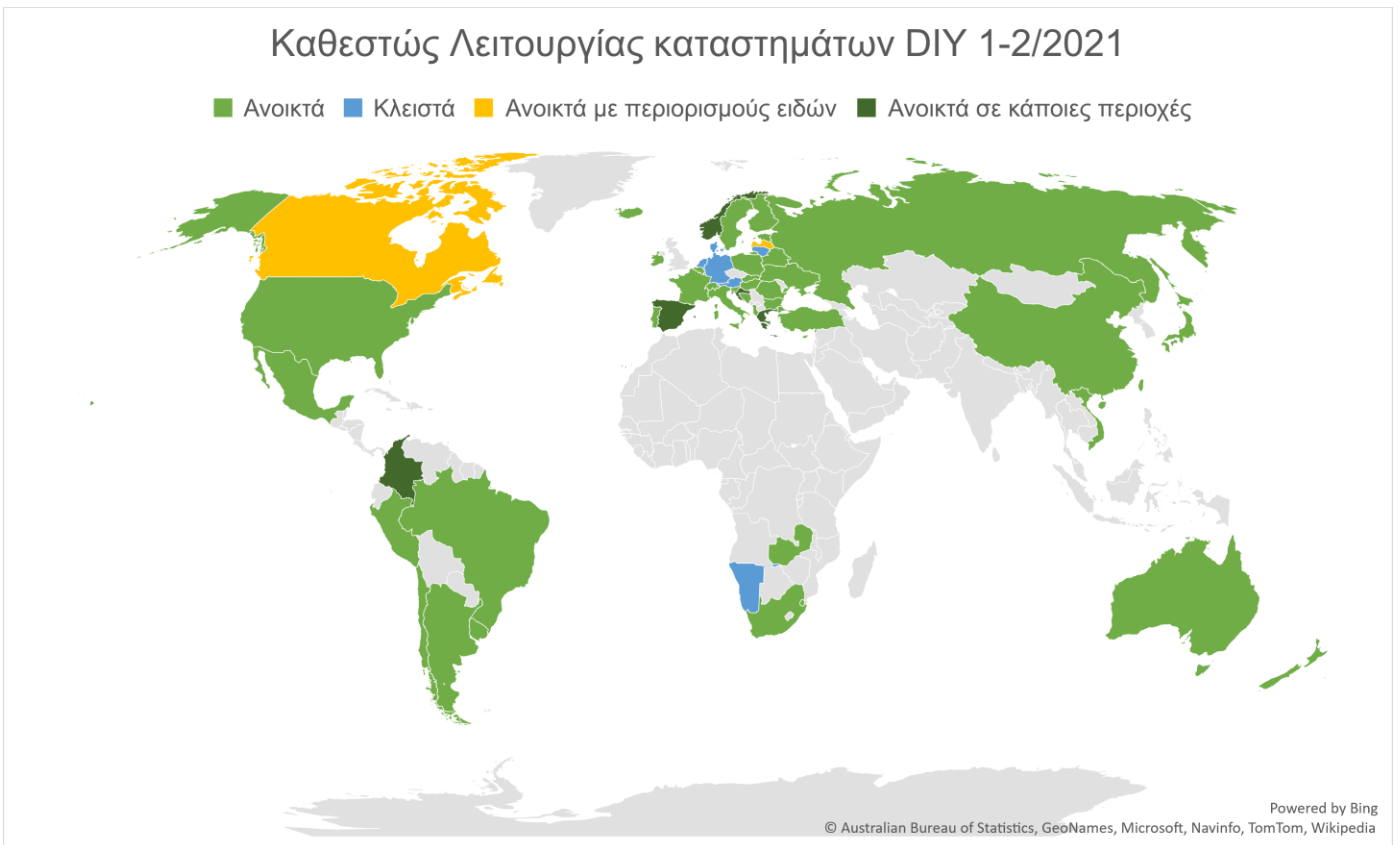 Καθεστώς Λειτουργίας καταστημάτων DIY 1-2/2021
Ανοικτά Κλειστά Ανοικτά με περιορισμούς ειδών Ανοικτά σε κάποιες περιοχές
Powered by Bing
© Australian Bureau of Statistics, GeoNames, Microsoft, Navinfo, TomTom, Wikipedia